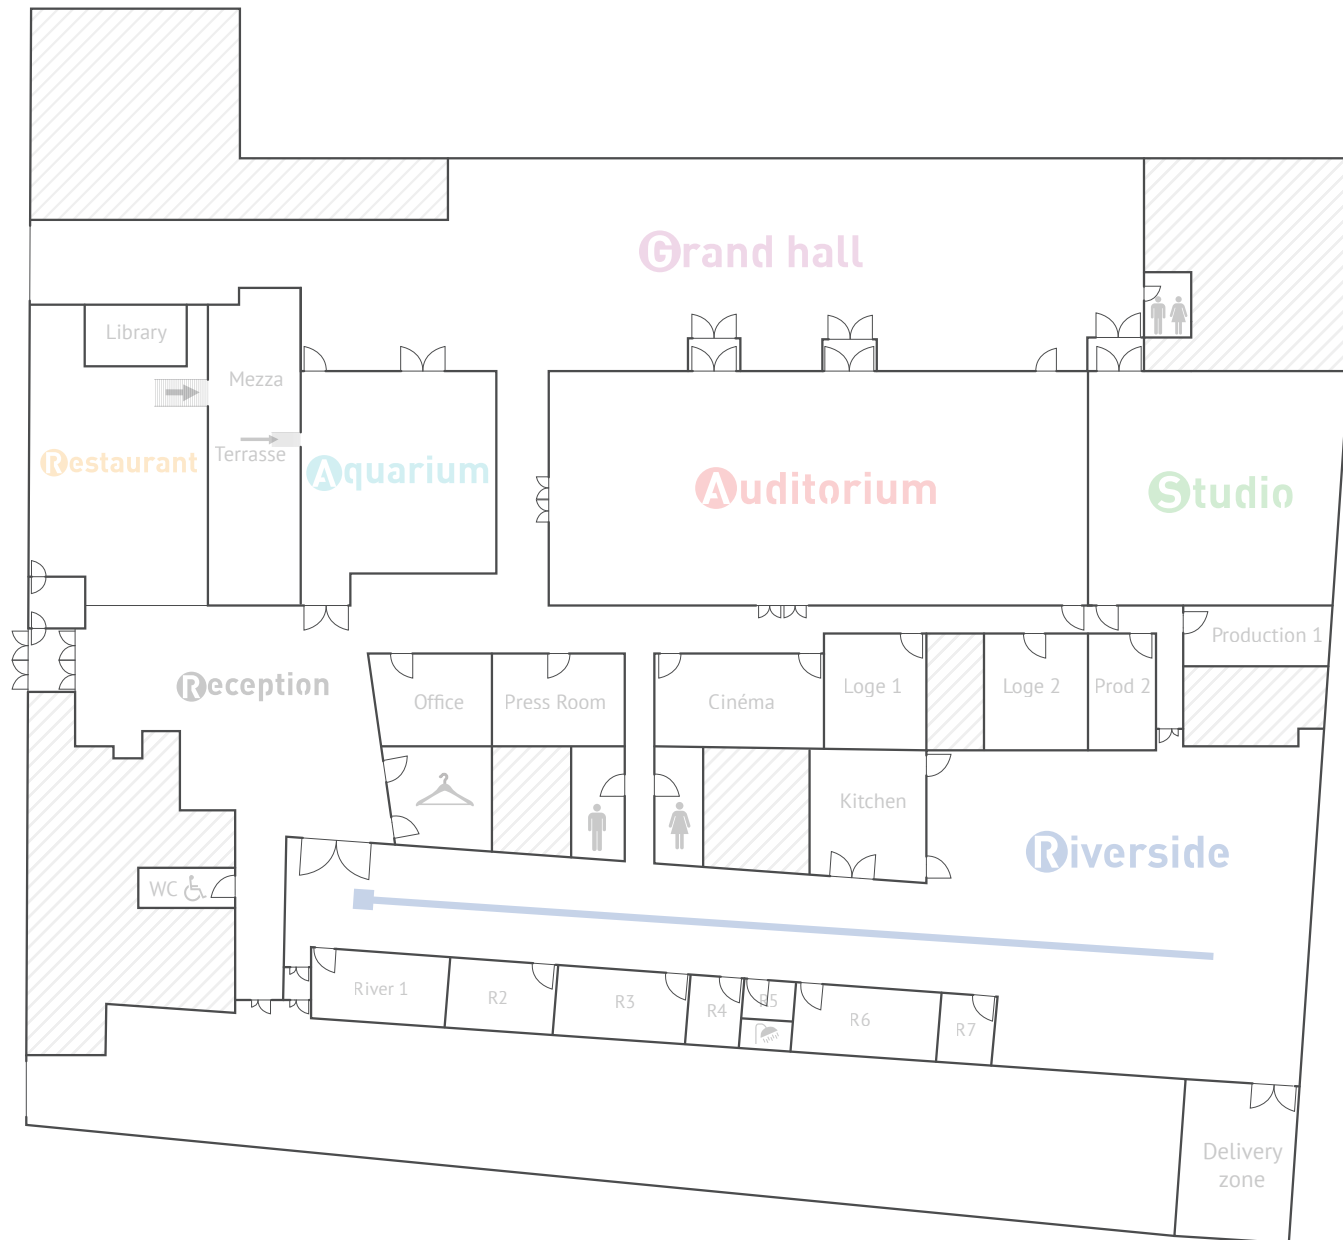 Grand hall
Library
Mezza
Terrasse
Restaurant
Aquarium
Auditorium
Studio
Production 1
Reception
Office
Press Room
Cinéma
Loge 1
Loge 2
Prod 2
Kitchen
Riverside
WC
River 1
R2
R3
R4
R5
R6
R7
Delivery
zone